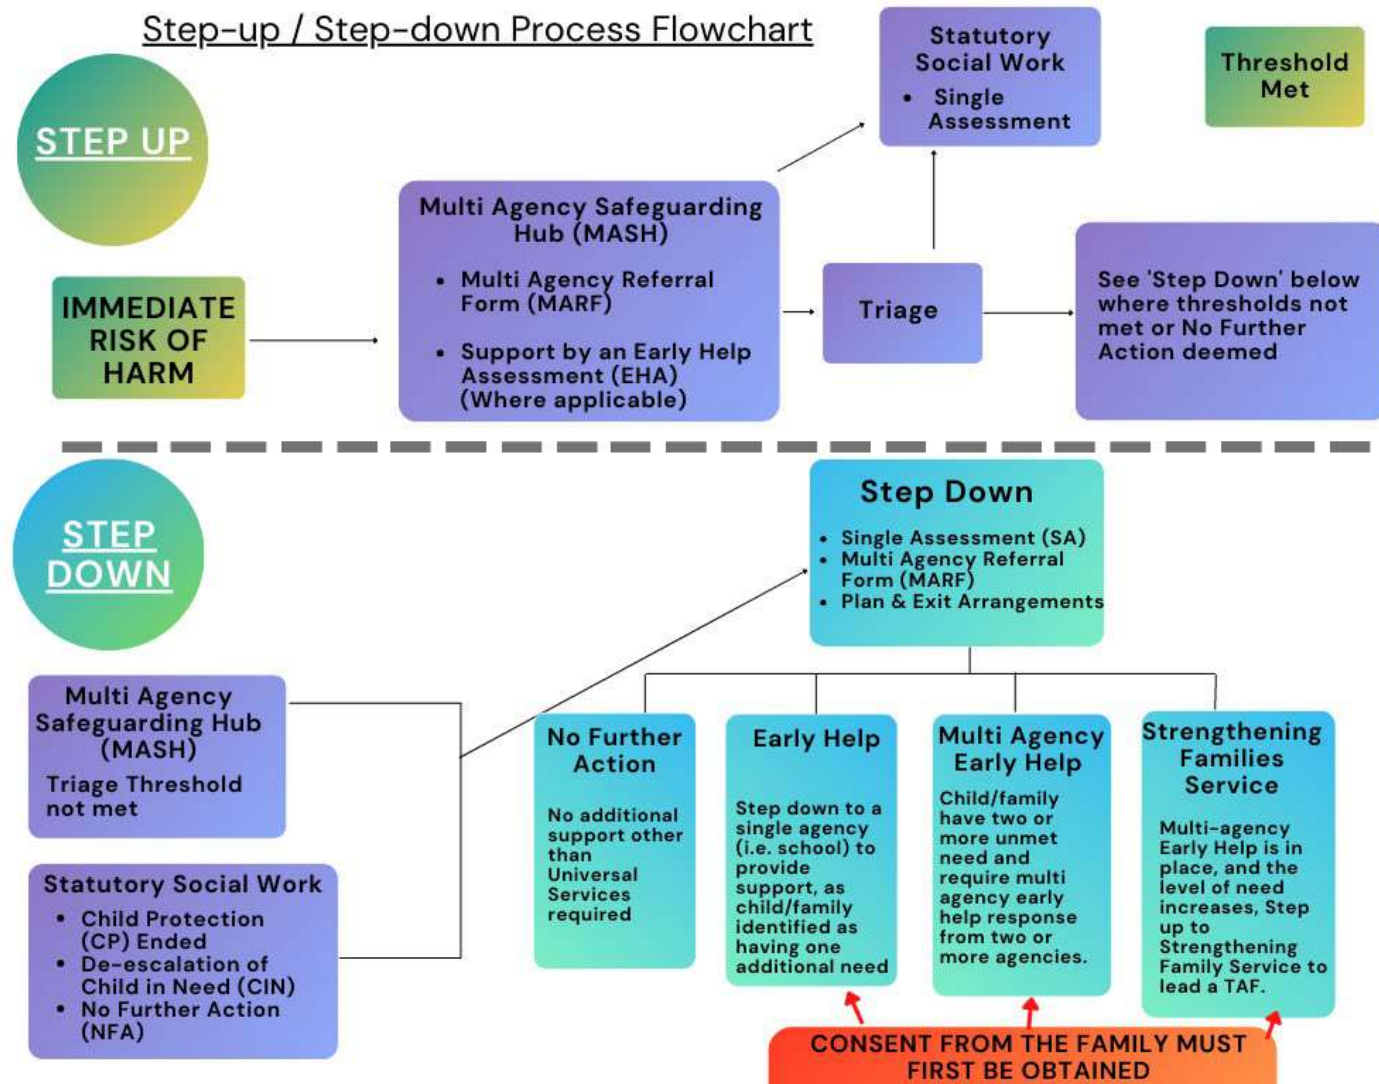 Step-up / Step-down Process Flowchart
STEP UP
Statutory
Social Work
• Single
Assessment
Threshold
Met
IMMEDIATE
RISK OF
HARM
Multi Agency Safeguarding
Hub (MASH)
• Multi Agency Referral
Form (MARF)
• Support by an Early Help
Assessment (EHA)
(Where applicable)
Triage
See 'Step Down' below
where thresholds not
met or No Further
Action deemed
STEP
DOWN
Step Down
• Single Assessment (SA)
• Multi Agency Referral
Form (MARF)
• Plan & Exit Arrangements
Multi Agency
Safeguarding Hub
(MASH)
Triage Threshold
not met
Statutory Social Work
• Child Protection
(CP) Ended
• De-escalation of
Child in Need (CIN)
• No Further Action
(NFA)
No Further
Action
No additional
support other
than
Universal
Services
required
Early Help
Step down to a
single agency
(i.e. school) to
provide
support, as
child/family
identified as
having one
additional need
Multi Agency
Early Help
Child/family
have two or
more unmet
need and
require multi
agency early
help response
from two or
more agencies.
Strengthening
Families
Service
Multi-agency
Early Help is in
place, and the
level of need
increases, Step
up to
Strengthening
Family Service to
lead a TAF.
CONSENT FROM THE FAMILY MUST
FIRST BE OBTAINED